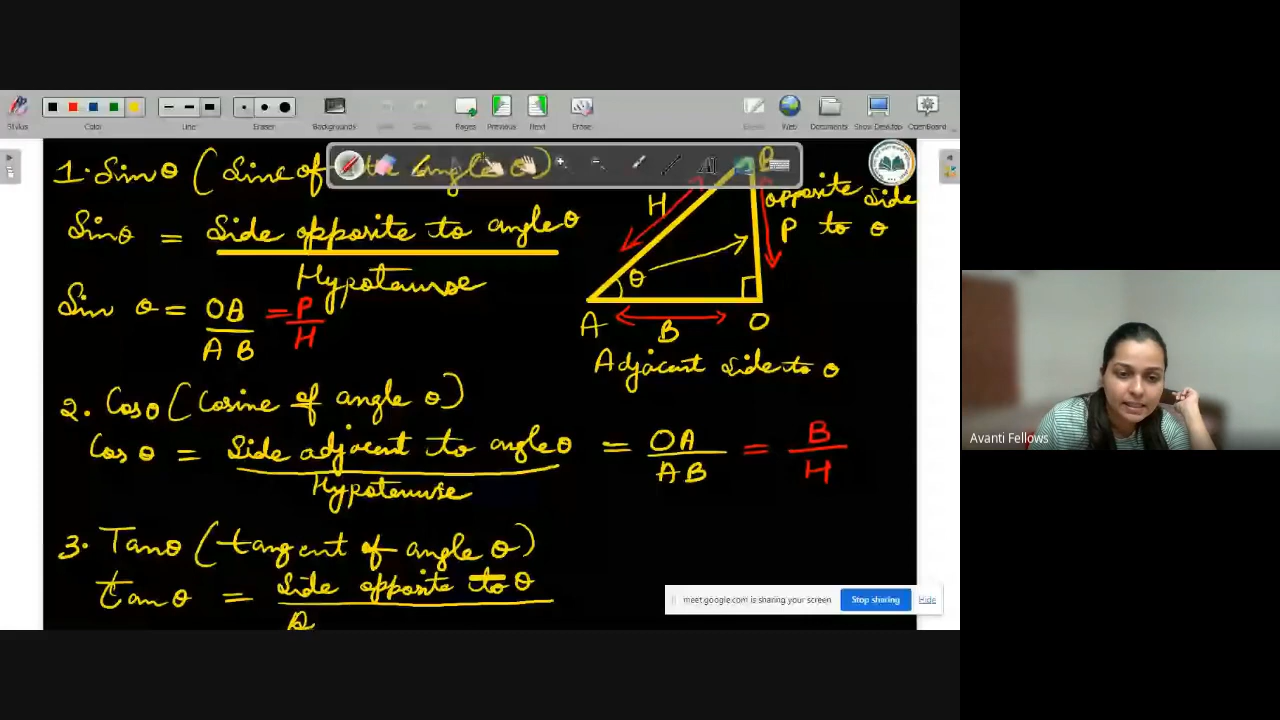 Stylus
Color
Line
Eraser
Backgrounds
Pages
Previous
Next
Erase
Web
Documents
Show Desktop
OpenBoard
1. Sinθ (Sine of the angle θ)
Sinθ = Side opposite to angle θ
Hypotenuse
Sin θ = OB = P
A B H
2. Cosθ (Cosine of angle θ)
Cos θ = Side adjacent to angle θ = OA = B
Hypotenuse AB H
3. Tanθ (tangent of angle θ)
tan θ = Side opposite to θ
B
H
opposite side
P to θ
θ
A B O
Adjacent side to θ
Avanti Fellows
meet.google.com is sharing your screen
Stop sharing
Hide